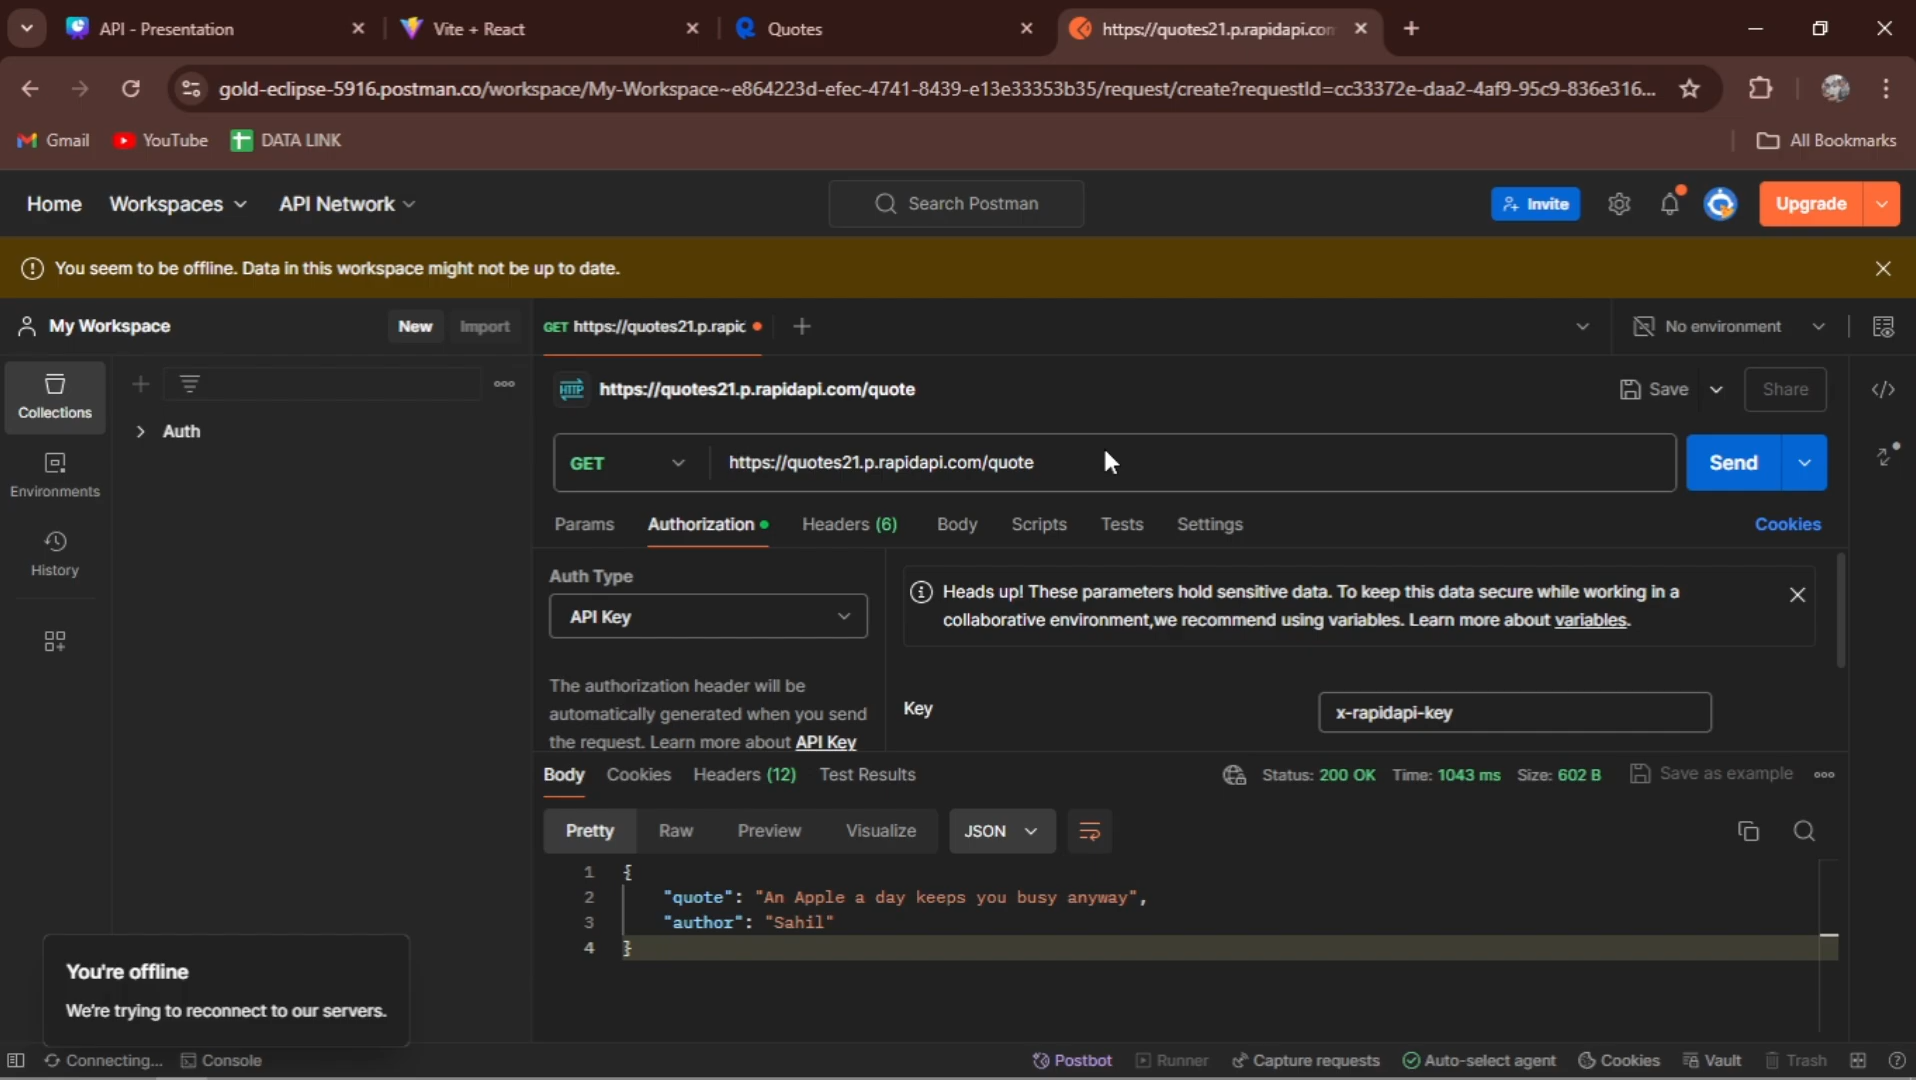 API - Presentation
Vite + React
Quotes
https://quotes21.p.rapidapi.com
gold-eclipse-5916.postman.co/workspace/My-Workspace~e864223d-efec-4741-8439-e13e33353b35/request/create?requestId=cc33372e-daa2-4af9-95c9-836e316...
Gmail YouTube DATA LINK All Bookmarks
Home Workspaces API Network Search Postman Invite Upgrade
You seem to be offline. Data in this workspace might not be up to date.
My Workspace New Import GET https://quotes21.p.rapic No environment
Collections
HTTP https://quotes21.p.rapidapi.com/quote Save Share
Auth
GET https://quotes21.p.rapidapi.com/quote Send
Environments
Params Authorization Headers (6) Body Scripts Tests Settings Cookies
History
Auth Type
API Key
Heads up! These parameters hold sensitive data. To keep this data secure while working in a
collaborative environment,we recommend using variables. Learn more about variables.
The authorization header will be
automatically generated when you send
the request. Learn more about API Key
Key x-rapidapi-key
Body Cookies Headers (12) Test Results Status: 200 OK Time: 1043 ms Size: 602 B Save as example
Pretty Raw Preview Visualize JSON
1 {
2 "quote": "An Apple a day keeps you busy anyway",
3 "author": "Sahil"
4 }
You're offline
We're trying to reconnect to our servers.
Connecting... Console Postbot Runner Capture requests Auto-select agent Cookies Vault Trash